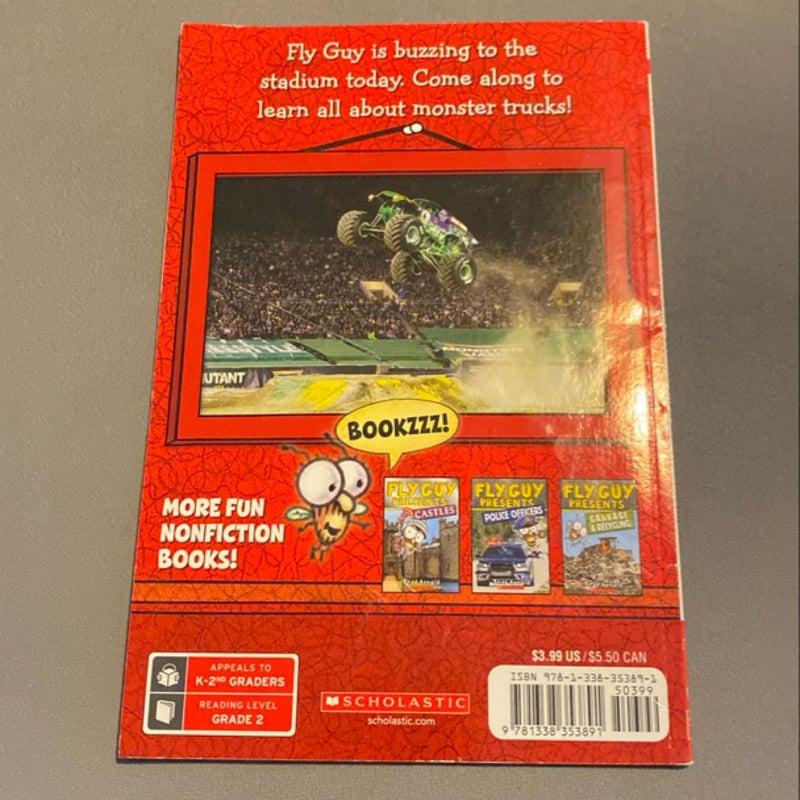 Fly Guy is buzzing to the
stadium today. Come along to
learn all about monster trucks!
UTANT
BOOKZZZ!
MORE FUN
NONFICTION
BOOKS!
FLY GUY
PRESENTS
CASTLES
FLY GUY
PRESENTS
POLICE OFFICERS
FLY GUY
PRESENTS
GARBAGE
& RECYCLING
APPEALS TO
K-2ND GRADERS
READING LEVEL
GRADE 2
SCHOLASTIC
scholastic.com
$3.99 US / $5.50 CAN
ISBN 978-1-338-35389-1
50399
9 781338 353891